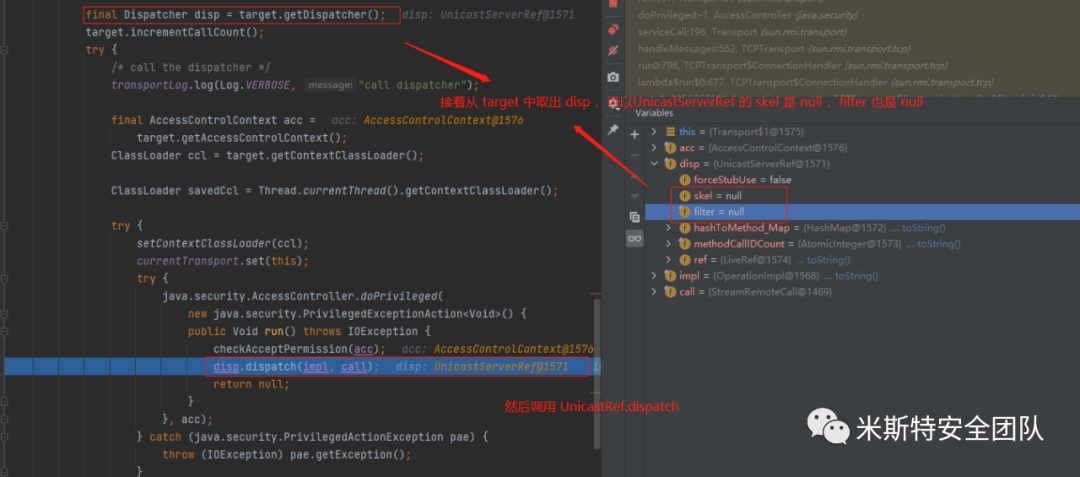 final Dispatcher disp = target.getDispatcher(); disp: UnicastServerRef@1571
target.incrementCallCount();
try {
/* call the dispatcher */
transportLog.log(Log.VERBOSE, message: "call dispatcher");
接着从 target 中取出 disp ,
以UnicastServerRef 的 skel 是 null ,filter 也是 null
final AccessControlContext acc = acc: AccessControlContext@1576
target.getAccessControlContext();
ClassLoader ccl = target.getContextClassLoader();
ClassLoader savedCcl = Thread.currentThread().getContextClassLoader();
try {
setContextClassLoader(ccl);
currentTransport.set(this);
try {
java.security.AccessController.doPrivileged(
new java.security.PrivilegedExceptionAction<Void>() {
public Void run() throws IOException {
checkAcceptPermission(acc); acc: AccessControlContext@1576
disp.dispatch(impl, call); disp: UnicastServerRef@1571
return null;
}
}, acc);
然后调用 UnicastRef.dispatch
} catch (java.security.PrivilegedActionException pae) {
throw (IOException) pae.getException();
}
doPrivileged:-1, AccessController (java.security)
serviceCall:196, Transport (sun.rmi.transport)
handleMessages:562, TCPTransport (sun.rmi.transport.tcp)
run0:796, TCPTransport$ConnectionHandler (sun.rmi.transport.tcp)
lambda$run$0:677, TCPTransport$ConnectionHandler
Variables
this = {Transport$1@1575}
acc = {AccessControlContext@1576}
disp = {UnicastServerRef@1571}
forceStubUse = false
skel = null
filter = null
hashToMethod_Map = {HashMap@1572} ... toString()
methodCallIDCount = {AtomicInteger@1573} ... toString()
ref = {LiveRef@1574} ... toString()
impl = {OperationImpl@1568} ... toString()
call = {StreamRemoteCall@1469}
米斯特安全团队